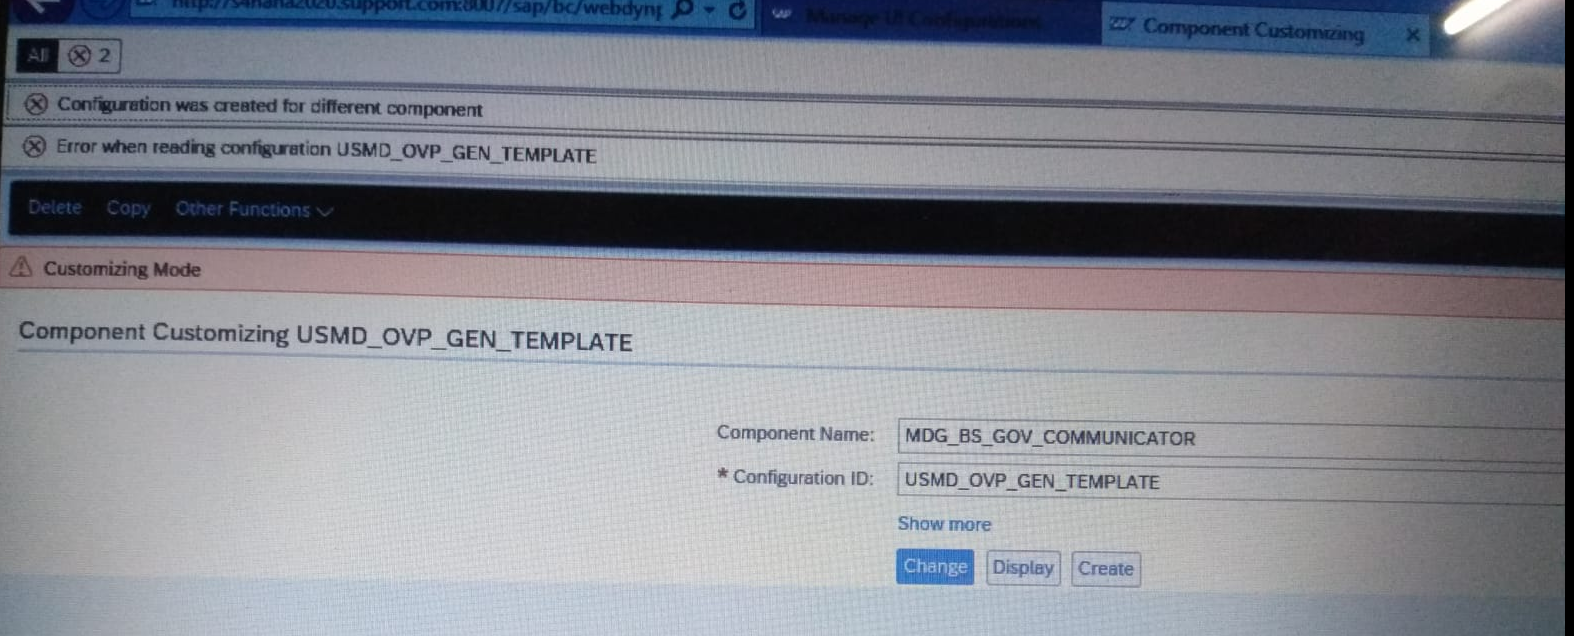 http://s4hana2020.support.com:8007/sap/bc/webdynp
Manage UI Configurations
Component Customizing
All 2
Configuration was created for different component
Error when reading configuration USMD_OVP_GEN_TEMPLATE
Delete Copy Other Functions
Customizing Mode
Component Customizing USMD_OVP_GEN_TEMPLATE
Component Name: MDG_BS_GOV_COMMUNICATOR
* Configuration ID: USMD_OVP_GEN_TEMPLATE
Show more
Change Display Create